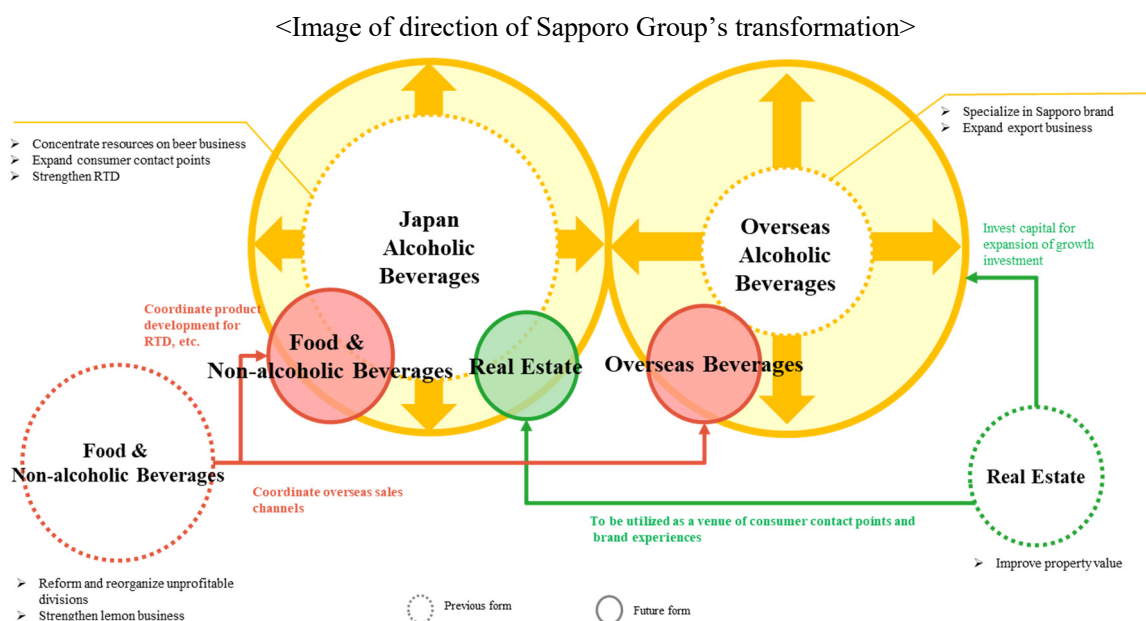 <Image of direction of Sapporo Group’s transformation>
➢ Concentrate resources on beer business
➢ Expand consumer contact points
➢ Strengthen RTD
➢ Specialize in Sapporo brand
➢ Expand export business
Japan
Alcoholic
Beverages
Overseas
Alcoholic
Beverages
Invest capital for
expansion of growth
investment
Coordinate product
development for
RTD, etc.
Food &
Non-alcoholic Beverages
Real Estate
Overseas Beverages
Food &
Non-alcoholic Beverages
Coordinate overseas sales
channels
Real Estate
To be utilized as a venue of consumer contact points and
brand experiences
➢ Improve property value
➢ Reform and reorganize unprofitable
divisions
➢ Strengthen lemon business
Previous form
Future form